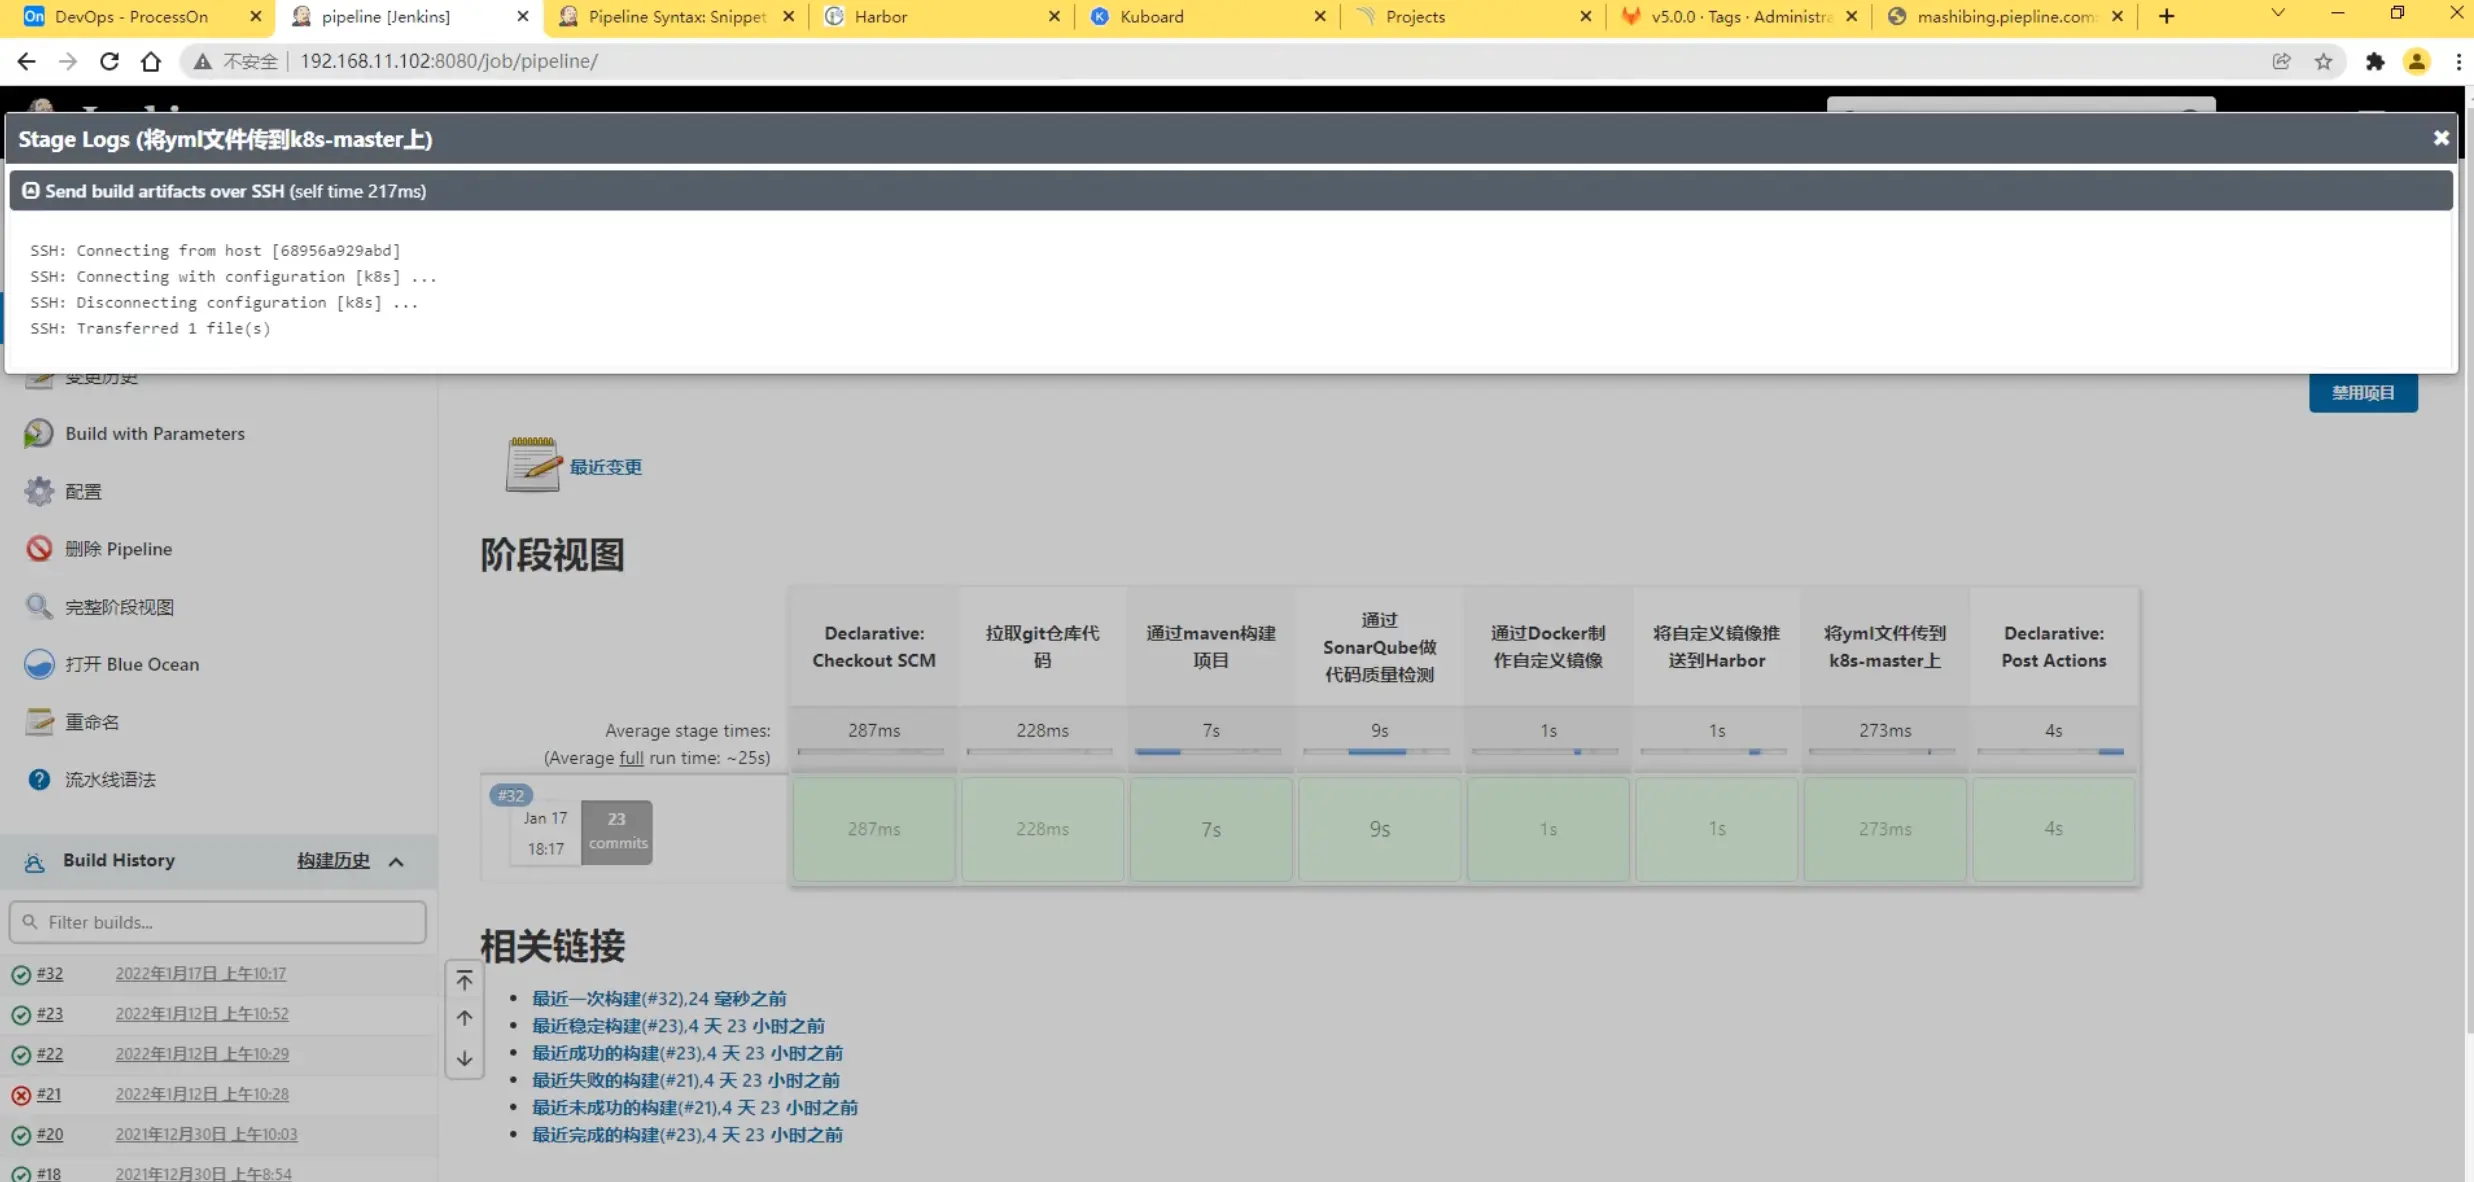 DevOps - ProcessOn
pipeline [Jenkins]
Pipeline Syntax: Snippet
Harbor
Kuboard
Projects
v5.0.0 · Tags · Administra
mashibing.piepline.com
不安全
192.168.11.102:8080/job/pipeline/
Stage Logs (将yml文件传到k8s-master上)
Send build artifacts over SSH (self time 217ms)
SSH: Connecting from host [68956a929abd]
SSH: Connecting with configuration [k8s] ...
SSH: Disconnecting configuration [k8s] ...
SSH: Transferred 1 file(s)
变更历史
禁用项目
Build with Parameters
最近变更
配置
删除 Pipeline
完整阶段视图
打开 Blue Ocean
重命名
流水线语法
阶段视图
Declarative:
Checkout SCM
拉取git仓库代
码
通过maven构建
项目
通过
SonarQube做
代码质量检测
通过Docker制
作自定义镜像
将自定义镜像推
送到Harbor
将yml文件传到
k8s-master上
Declarative:
Post Actions
Average stage times:
(Average full run time: ~25s)
287ms
228ms
7s
9s
1s
1s
273ms
4s
#32
Jan 17
18:17
23
commits
287ms
228ms
7s
9s
1s
1s
273ms
4s
Build History
构建历史
Filter builds...
#32 2022年1月17日 上午10:17
#23 2022年1月12日 上午10:52
#22 2022年1月12日 上午10:29
#21 2022年1月12日 上午10:28
#20 2021年12月30日 上午10:03
#18 2021年12月30日 上午8:54
相关链接
最近一次构建(#32),24 毫秒之前
最近稳定构建(#23),4 天 23 小时之前
最近成功的构建(#23),4 天 23 小时之前
最近失败的构建(#21),4 天 23 小时之前
最近未成功的构建(#21),4 天 23 小时之前
最近完成的构建(#23),4 天 23 小时之前